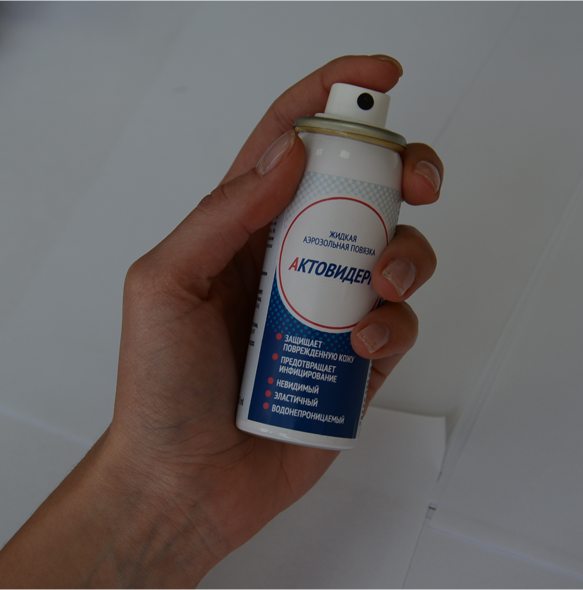 ЖИДКАЯ
АЭРОЗОЛЬНАЯ ПОВЯЗКА
АКТОВИДЕР
ЗАЩИЩАЕТ
ПОВРЕЖДЕННУЮ КОЖУ
ПРЕДОТВРАЩАЕТ
ИНФИЦИРОВАНИЕ
НЕВИДИМЫЙ
ЭЛАСТИЧНЫЙ
ВОДОНЕПРОНИЦАЕМЫЙ